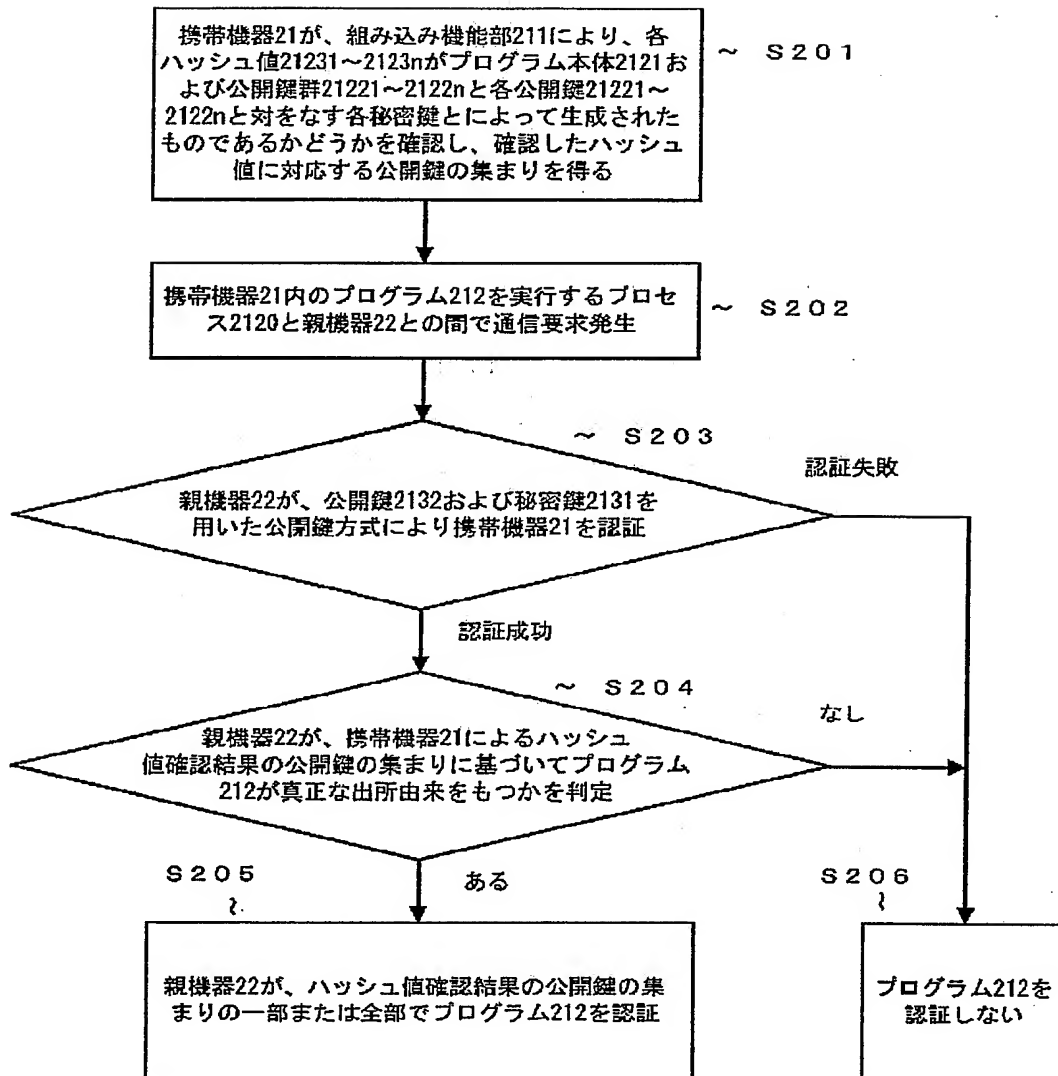 携帯機器21が、組み込み機能部211により、各
ハッシュ値21231～2123nがプログラム本体2121お
よび公開鍵群21221～2122nと各公開鍵21221～
2122nと対をなす各秘密鍵とによって生成された
ものであるかどうかを確認し、確認したハッシュ
値に対応する公開鍵の集まりを得る
～ S201
携帯機器21内のプログラム212を実行するプロセ
ス2120と親機器22との間で通信要求発生
～ S202
～ S203
認証失敗
親機器22が、公開鍵2132および秘密鍵2131を
用いた公開鍵方式により携帯機器21を認証
認証成功
～ S204
なし
親機器22が、携帯機器21によるハッシュ
値確認結果の公開鍵の集まりに基づいてプログラム
212が真正な出所由来をもつかを判定
S205
～
ある
S206
～
親機器22が、ハッシュ値確認結果の公開鍵の集
まりの一部または全部でプログラム212を認証
プログラム212を
認証しない